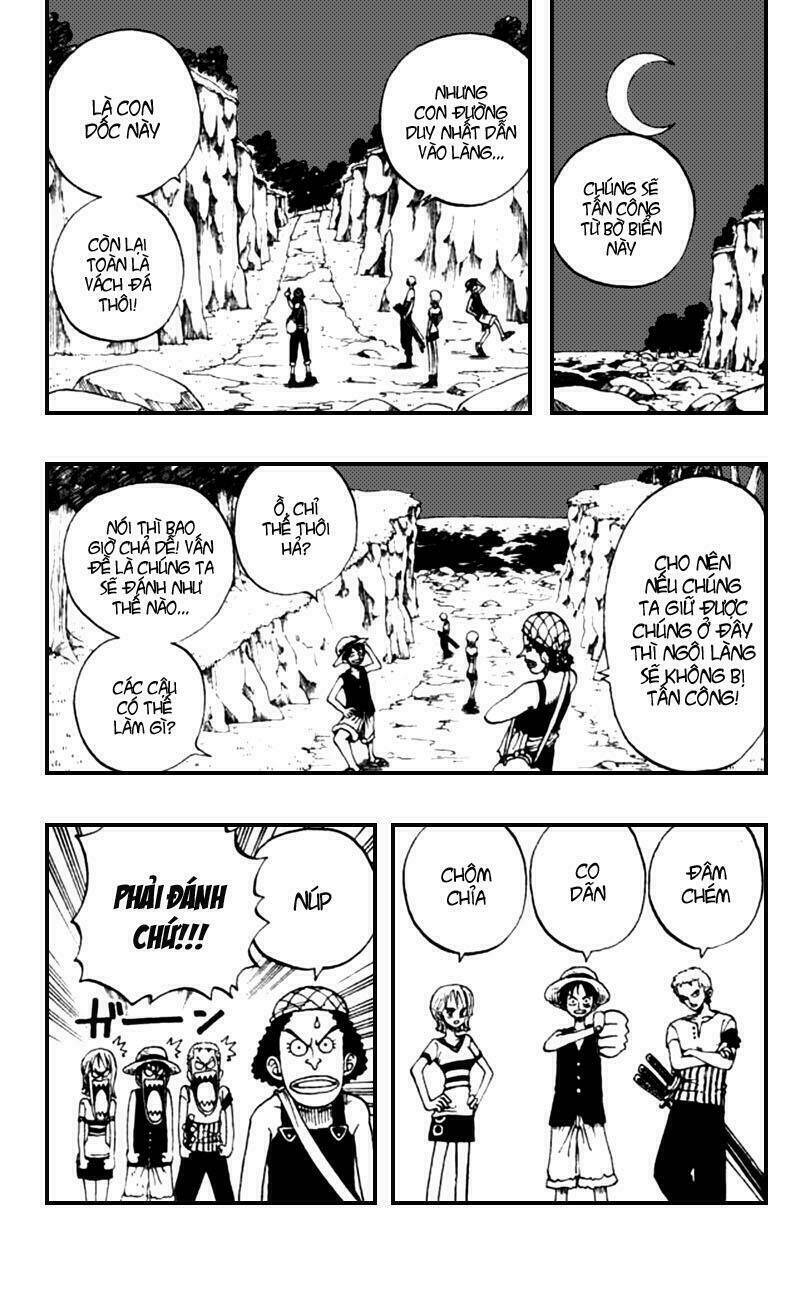 CHÚNG SẼ
TẤN CÔNG
TỪ BỜ BIỂN
NÀY
NHƯNG
CON ĐƯỜNG
DUY NHẤT DẪN
VÀO LÀNG...
LÀ CON
DỐC NÀY
CÒN LẠI
TOÀN LÀ
VÁCH ĐÁ
THÔI!
CHO NÊN
NẾU CHÚNG
TA GIỮ ĐƯỢC
CHÚNG Ở ĐÂY
THÌ NGÔI LÀNG
SẼ KHÔNG BỊ
TẤN CÔNG!
Ồ, CHỈ
THẾ THÔI
HẢ?
NÓI THÌ BAO
GIỜ CHẢ DỄ! VẤN
ĐỀ LÀ CHÚNG TA
SẼ ĐÁNH NHƯ
THẾ NÀO...
CÁC CẬU
CÓ THỂ
LÀM GÌ?
ĐÂM
CHÉM
CO
DÃN
CHÔM
CHỈA
NÚP
PHẢI ĐÁNH
CHỨ!!!
ガーン